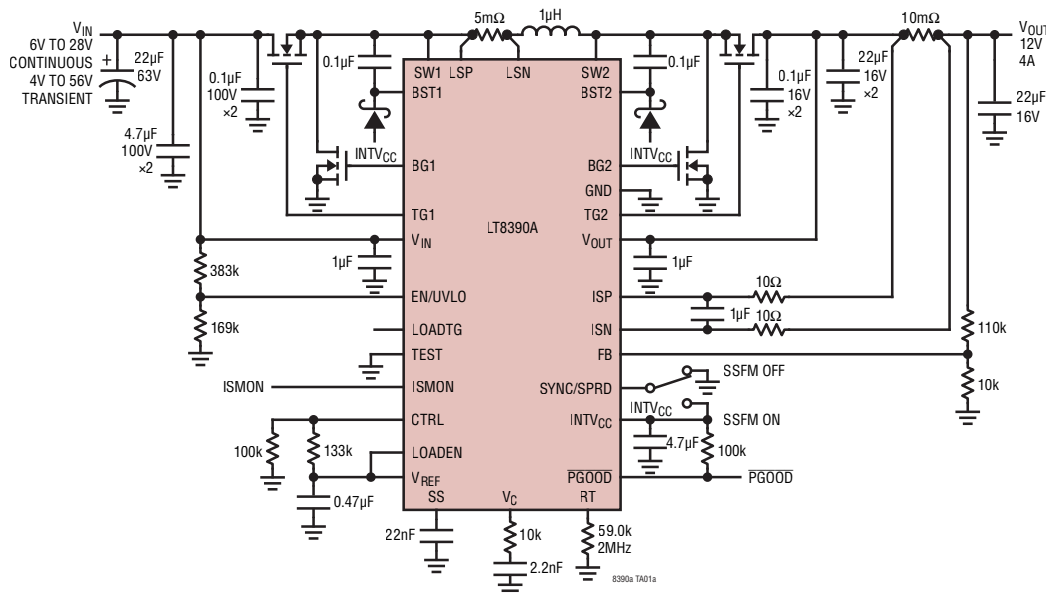 VIN
6V TO 28V
CONTINUOUS
4V TO 56V
TRANSIENT
+
22µF
63V
4.7µF
100V
×2
0.1µF
100V
×2
0.1µF
5mΩ
1µH
0.1µF
0.1µF
16V
×2
22µF
16V
×2
10mΩ
VOUT
12V
4A
22µF
16V
INTVCC
INTVCC
SW1
LSP
LSN
SW2
BST1
BST2
BG1
BG2
GND
TG1
TG2
LT8390A
VIN
VOUT
1µF
1µF
383k
169k
EN/UVLO
ISP
10Ω
1µF
LOADTG
ISN
10Ω
TEST
FB
110k
10k
ISMON
ISMON
SYNC/SPRD
SSFM OFF
INTVCC
SSFM ON
CTRL
INTVCC
100k
133k
4.7µF
100k
LOADEN
VREF
PGOOD
PGOOD
0.47µF
SS
VC
RT
22nF
10k
2.2nF
59.0k
2MHz
8390a TA01a